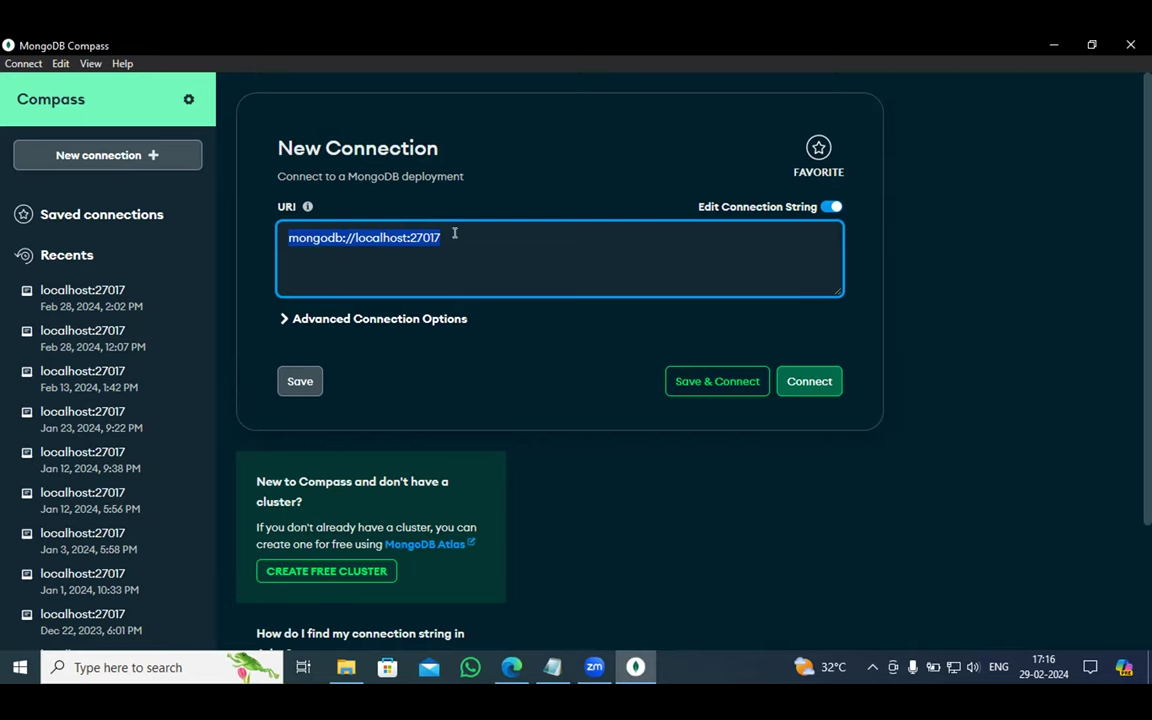 MongoDB Compass
Connect Edit View Help
Compass
New connection
Saved connections
Recents
localhost:27017
Feb 28, 2024, 2:02 PM
localhost:27017
Feb 28, 2024, 12:07 PM
localhost:27017
Feb 13, 2024, 1:42 PM
localhost:27017
Jan 23, 2024, 9:22 PM
localhost:27017
Jan 12, 2024, 9:38 PM
localhost:27017
Jan 12, 2024, 5:56 PM
localhost:27017
Jan 3, 2024, 5:58 PM
localhost:27017
Jan 1, 2024, 10:33 PM
localhost:27017
Dec 22, 2023, 6:01 PM
New Connection
Connect to a MongoDB deployment
FAVORITE
URI
Edit Connection String
mongodb://localhost:27017
Advanced Connection Options
Save
Save & Connect
Connect
New to Compass and don't have a
cluster?
If you don't already have a cluster, you can
create one for free using MongoDB Atlas
CREATE FREE CLUSTER
How do I find my connection string in
Type here to search
32°C
ENG
17:16
29-02-2024